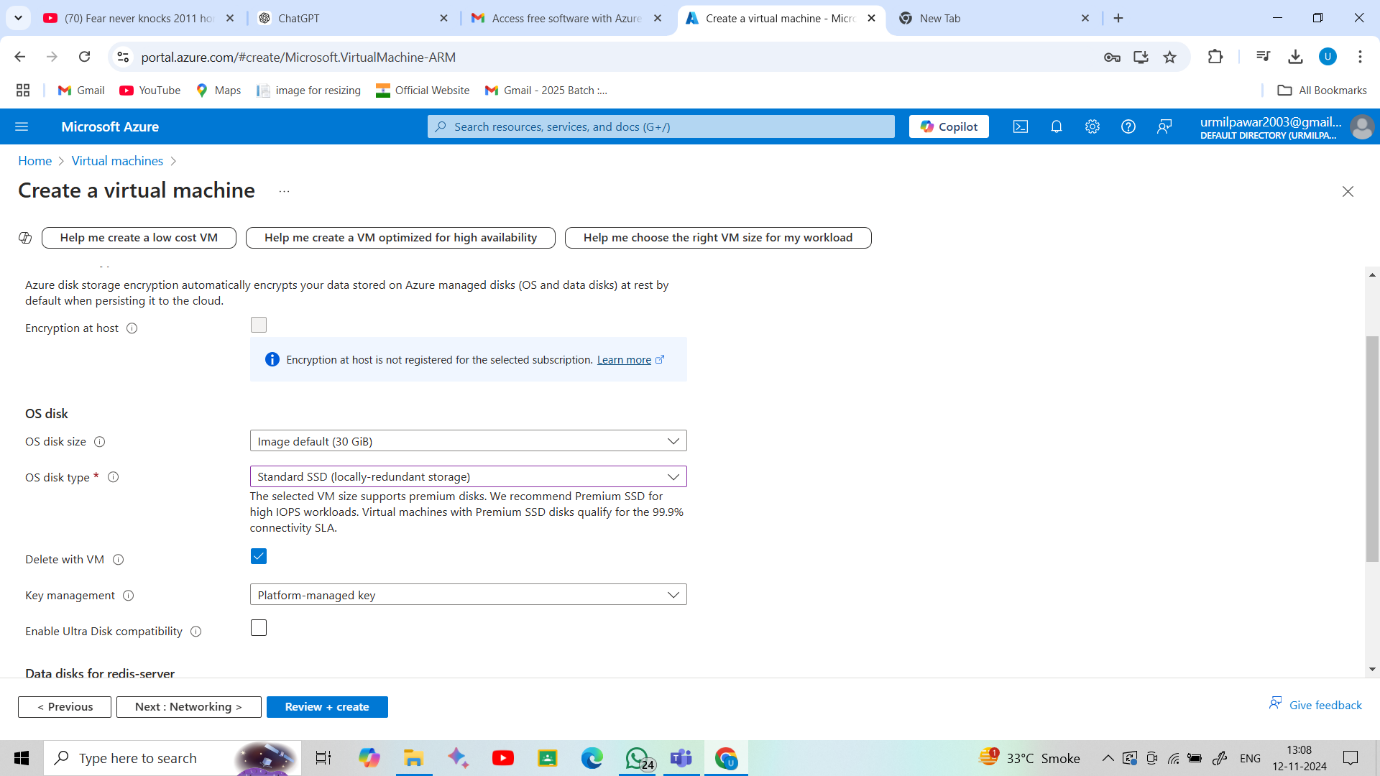 (70) Fear never knocks 2011 ho
ChatGPT
Access free software with Azure
Create a virtual machine - Micro
New Tab
portal.azure.com/#create/Microsoft.VirtualMachine-ARM
U
Gmail
YouTube
Maps
image for resizing
Official Website
Gmail - 2025 Batch :...
All Bookmarks
Microsoft Azure
Search resources, services, and docs (G+/)
Copilot
urmilpawar2003@gmail...
DEFAULT DIRECTORY (URMILPA...
Home > Virtual machines >
Create a virtual machine ...
Help me create a low cost VM
Help me create a VM optimized for high availability
Help me choose the right VM size for my workload
Azure disk storage encryption automatically encrypts your data stored on Azure managed disks (OS and data disks) at rest by
default when persisting it to the cloud.
Encryption at host
Encryption at host is not registered for the selected subscription. Learn more
OS disk
OS disk size
Image default (30 GiB)
OS disk type *
Standard SSD (locally-redundant storage)
The selected VM size supports premium disks. We recommend Premium SSD for
high IOPS workloads. Virtual machines with Premium SSD disks qualify for the 99.9%
connectivity SLA.
Delete with VM
Key management
Platform-managed key
Enable Ultra Disk compatibility
Data disks for redis-server
< Previous
Next : Networking >
Review + create
Give feedback
Type here to search
24
U
1
33°C Smoke
ENG
13:08
12-11-2024